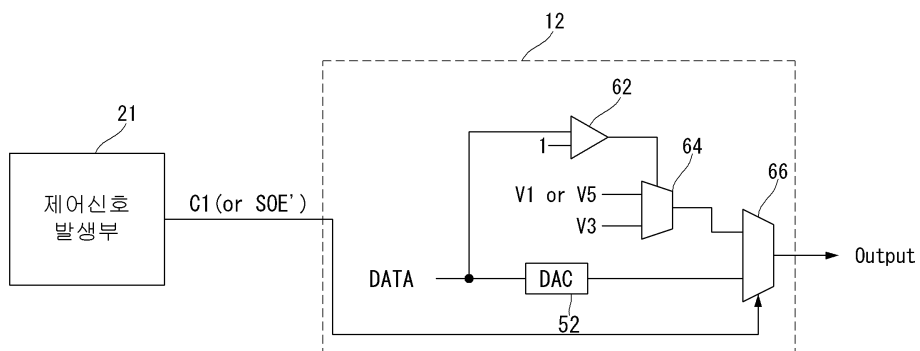 12
62
21
64
1
66
제어신호
발생부
C1(or SOE')
V1 or V5
V3
Output
DATA
DAC
52